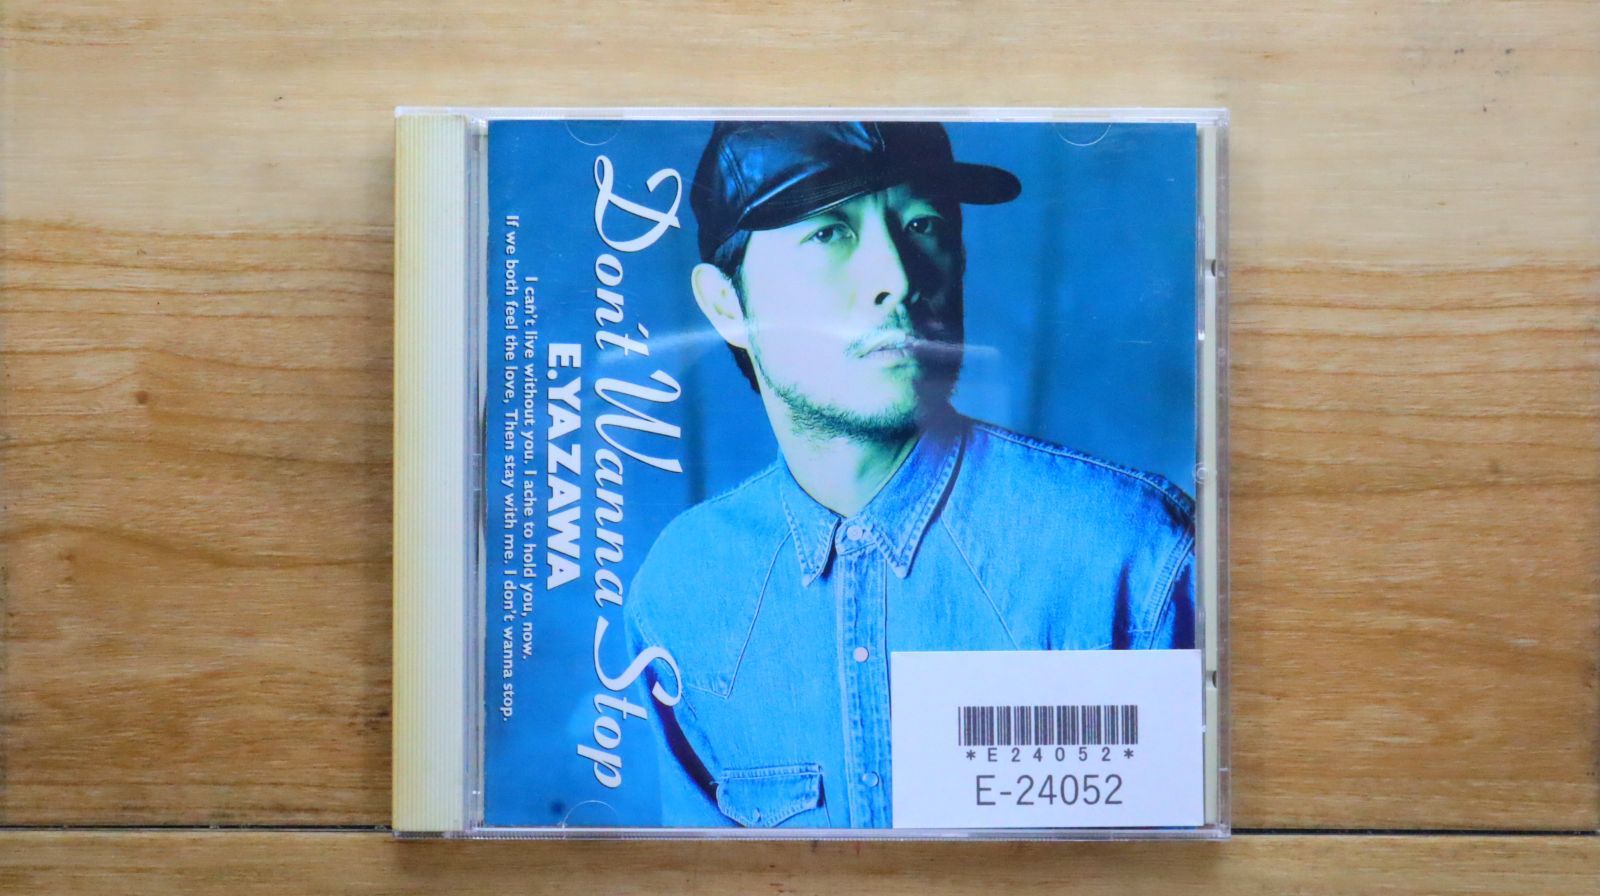 Don't Wanna Stop
E.YAZAWA
I can't live without you, I ache to hold you, now.
If we both feel the love, Then stay with me. I don't wanna stop.
*E24052*
E-24052